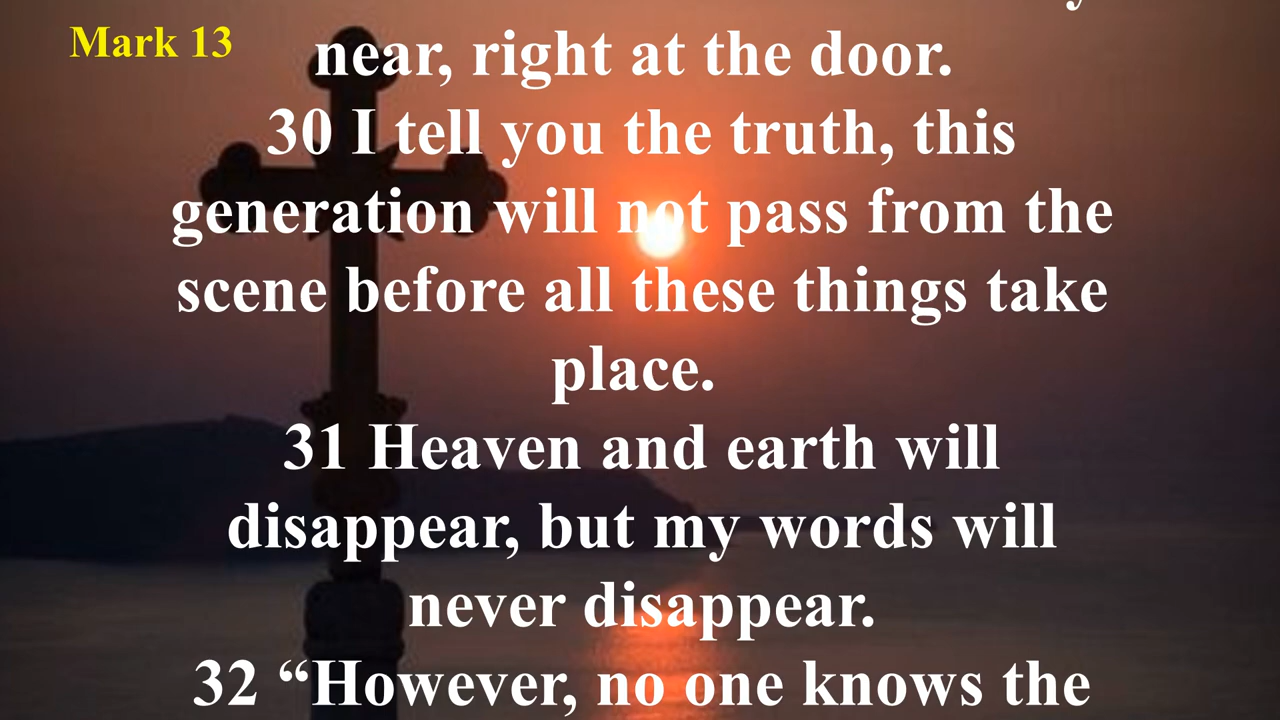 Mark 13
near, right at the door.
30 I tell you the truth, this
generation will not pass from the
scene before all these things take
place.
31 Heaven and earth will
disappear, but my words will
never disappear.
32 “However, no one knows the